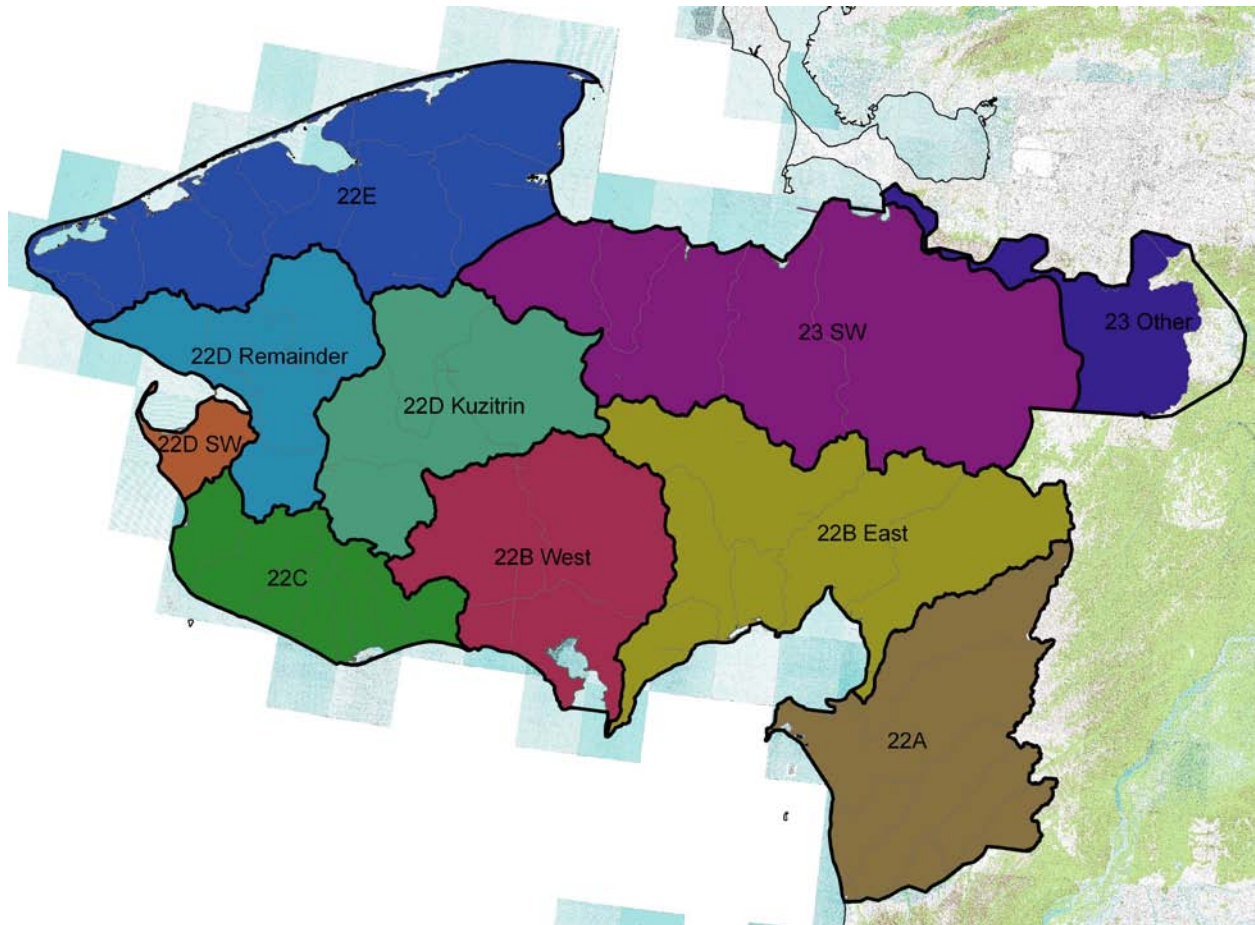 22E
23 SW
23 Other
22D Remainder
22D Kuzitrin
22D SW
22B East
22B West
22C
22A